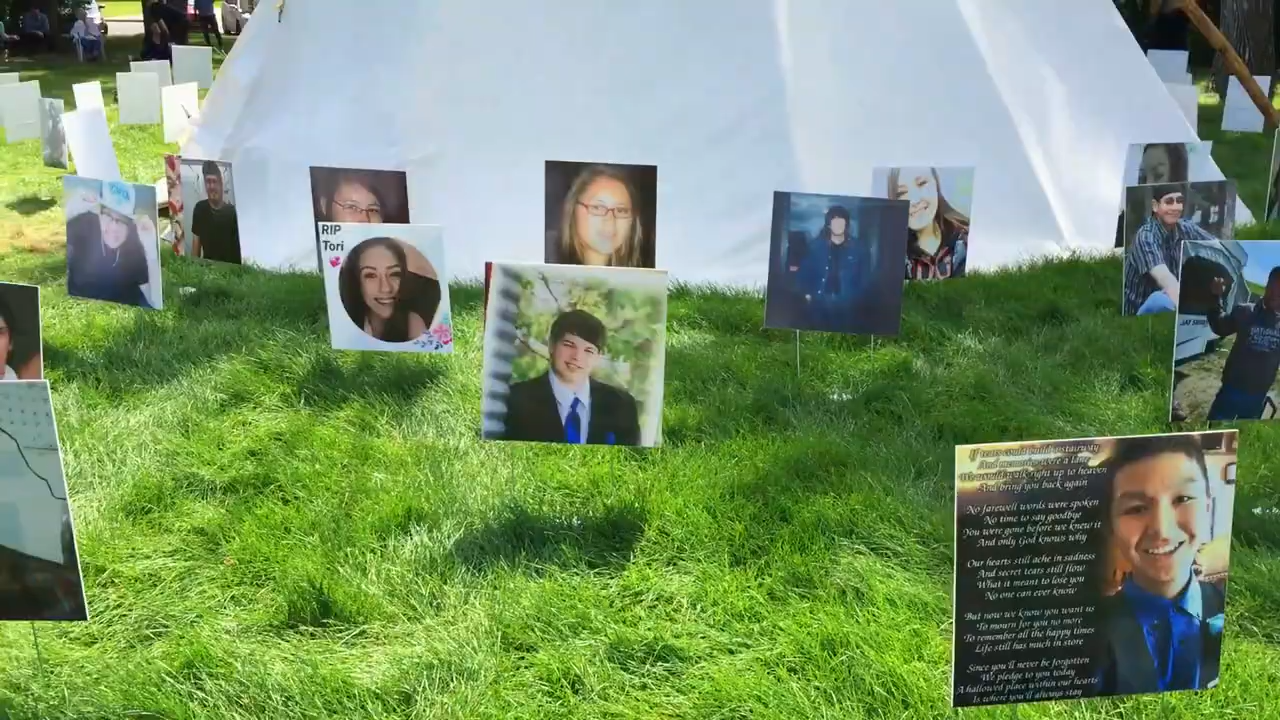 RIP
Tori
If tears could build a stairway
And memories were a lane
We would walk right up to heaven
And bring you back again
No farewell words were spoken
No time to say goodbye
You were gone before we knew it
And only God knows why
Our hearts still ache in sadness
And secret tears still flow
What it meant to lose you
No one can ever know
But now we know you want us
To mourn for you no more
To remember all the happy times
Life still has much in store
Since you'll never be forgotten
We pledge to you today
A hallowed place within our hearts
Is where you'll always stay